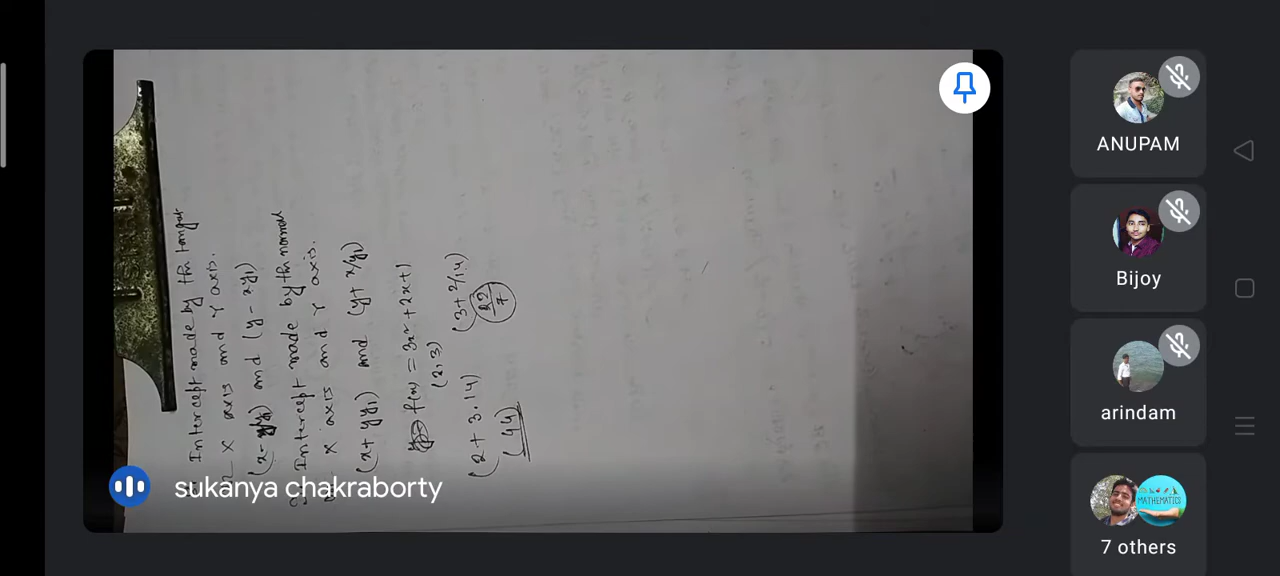 Intercept made by the tangent
X axis and Y axis.
and (y - xy₁)
Intercept made by the normal
X axis and Y axis.
(x + yy₁) and (y + x/y₁)
f(x) = 3x² + 2x + 1
(2, 3)
(2 + 3.14) (3 + 2/14)
(44) 22/7
sukanya chakraborty
ANUPAM
Bijoy
arindam
MATHEMATICS
7 others